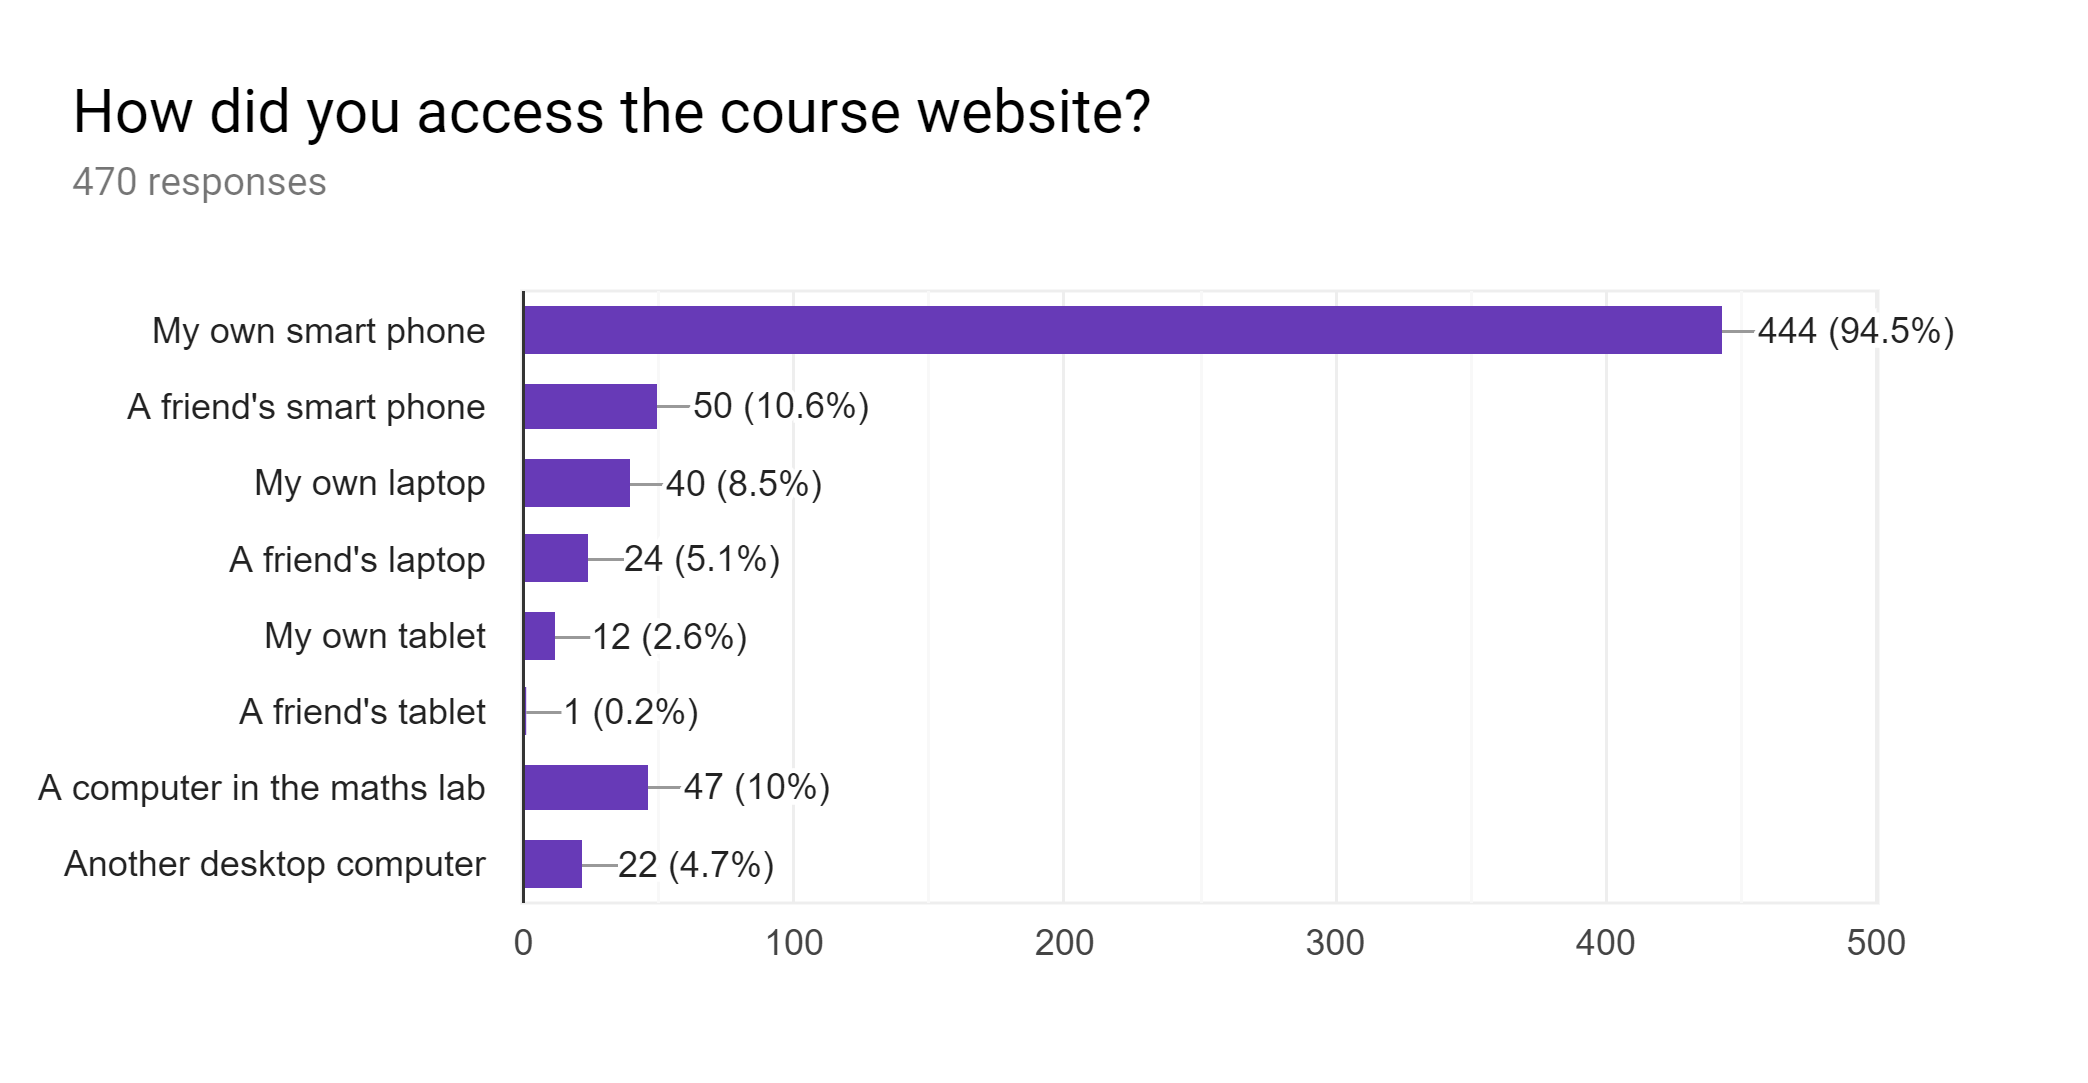 How did you access the course website?
470 responses
My own smart phone 444 (94.5%)
A friend's smart phone 50 (10.6%)
My own laptop 40 (8.5%)
A friend's laptop 24 (5.1%)
My own tablet 12 (2.6%)
A friend's tablet 1 (0.2%)
A computer in the maths lab 47 (10%)
Another desktop computer 22 (4.7%)
0 100 200 300 400 500